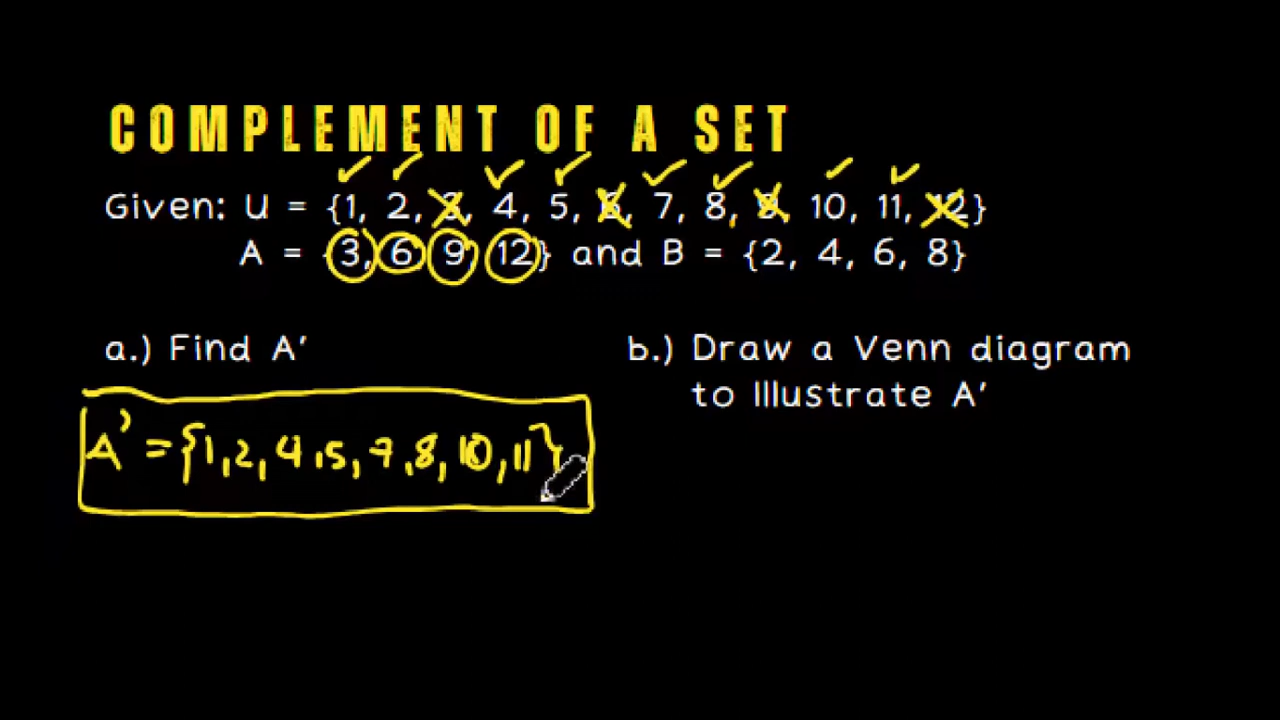 COMPLEMENT OF A SET
Given: U = {1, 2, 3, 4, 5, 6, 7, 8, 9, 10, 11, 12}
A = {3, 6, 9, 12} and B = {2, 4, 6, 8}
a.) Find A'
b.) Draw a Venn diagram
to Illustrate A'
A' = {1, 2, 4, 5, 7, 8, 10, 11}